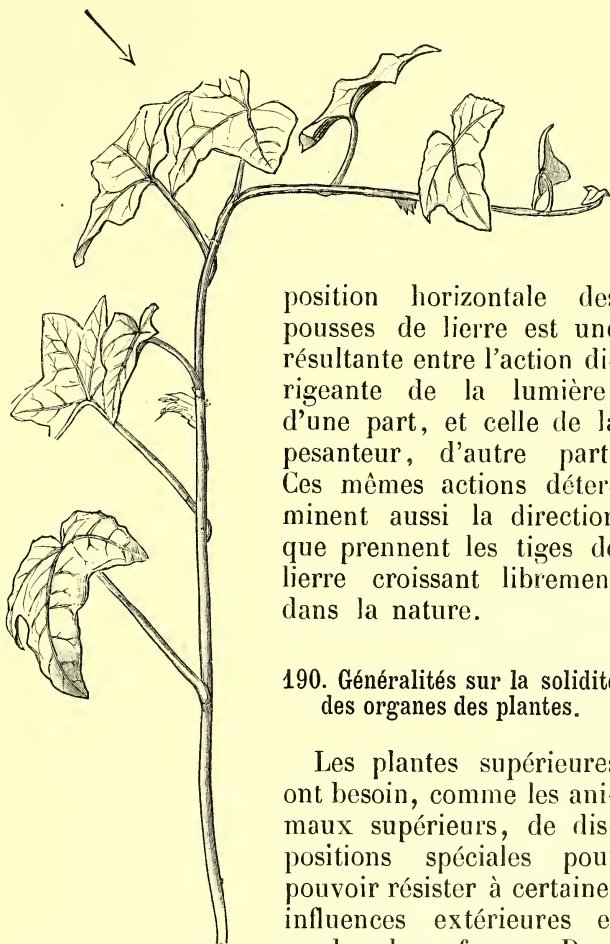 position horizontale des
pousses de lierre est une
résultante entre l'action di-
rigeante de la lumière
d'une part, et celle de la
pesanteur, d'autre part
Ces mêmes actions déter-
minent aussi la direction
que prennent les tiges de
lierre croissant librement
dans la nature.
190. Généralités sur la solidité
des organes des plantes.
Les plantes supérieures
ont besoin, comme les ani-
maux supérieurs, de dis-
positions spéciales pour
pouvoir résister à certaines
influences extérieures et